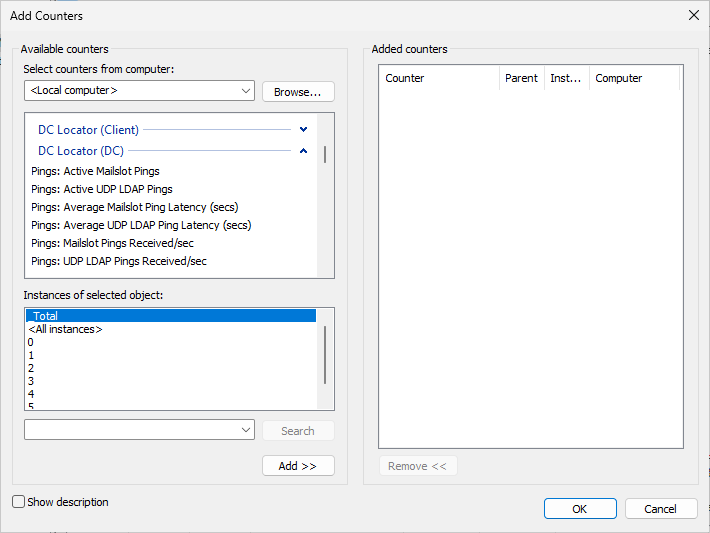 Add Counters
Available counters
Select counters from computer:
<Local computer>
Browse...
DC Locator (Client)
DC Locator (DC)
Pings: Active Mailslot Pings
Pings: Active UDP LDAP Pings
Pings: Average Mailslot Ping Latency (secs)
Pings: Average UDP LDAP Ping Latency (secs)
Pings: Mailslot Pings Received/sec
Pings: UDP LDAP Pings Received/sec
Instances of selected object:
_Total
<All instances>
0
1
2
3
4
5
Search
Add >>
Show description
Added counters
Counter Parent Inst... Computer
Remove <<
OK
Cancel